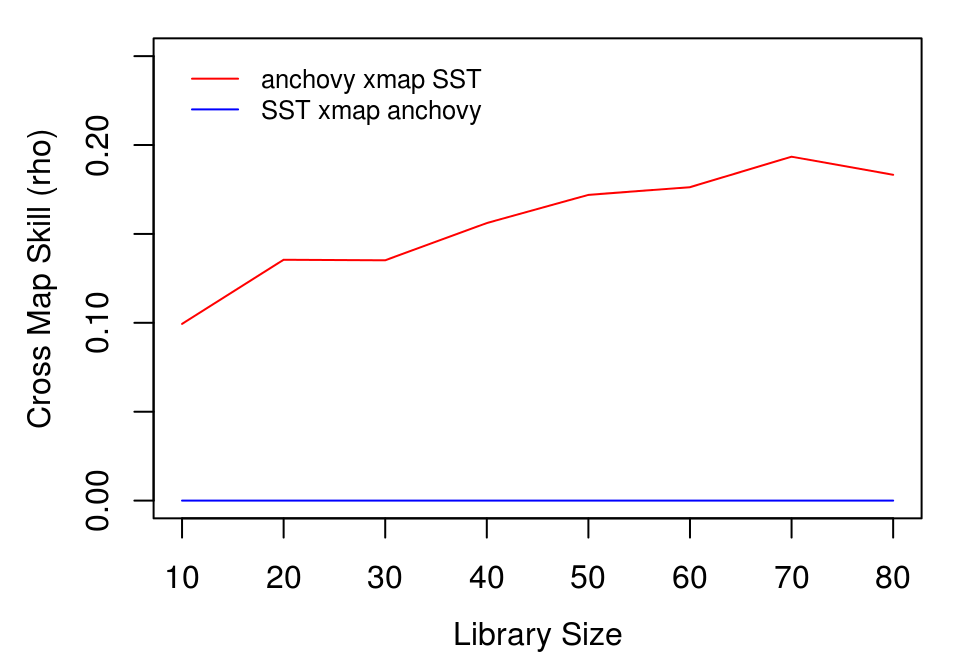 anchovy xmap SST
SST xmap anchovy
Cross Map Skill (rho)
0.20
0.10
0.00
10 20 30 40 50 60 70 80
Library Size